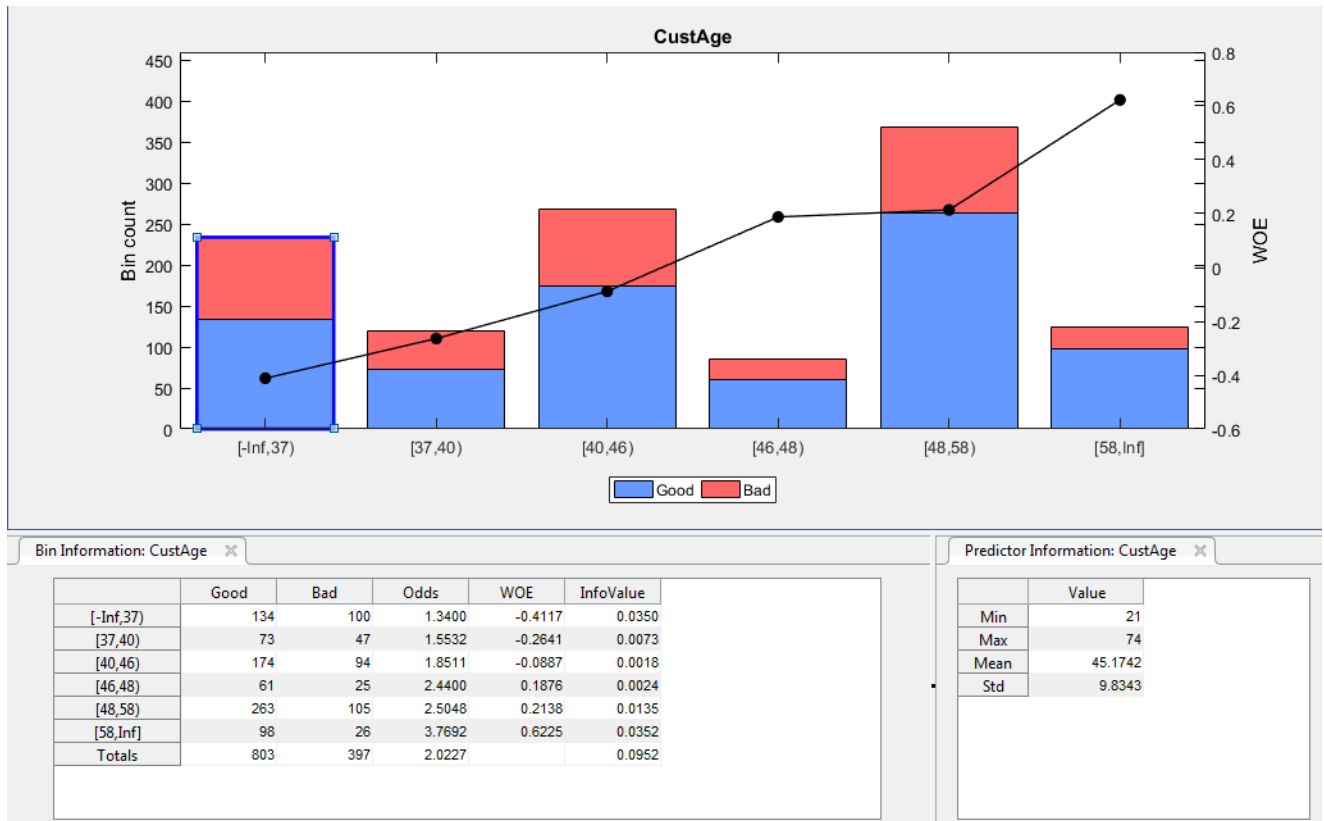 CustAge
450
400
350
300
250
200
150
100
50
0
Bin count
0.8
0.6
0.4
0.2
0
-0.2
-0.4
-0.6
WOE
[-Inf,37) [37,40) [40,46) [46,48) [48,58) [58,Inf]
Good Bad
Bin Information: CustAge
Good Bad Odds WOE InfoValue
[-Inf,37) 134 100 1.3400 -0.4117 0.0350
[37,40) 73 47 1.5532 -0.2641 0.0073
[40,46) 174 94 1.8511 -0.0887 0.0018
[46,48) 61 25 2.4400 0.1876 0.0024
[48,58) 263 105 2.5048 0.2138 0.0135
[58,Inf] 98 26 3.7692 0.6225 0.0352
Totals 803 397 2.0227 0.0952
Predictor Information: CustAge
Value
Min 21
Max 74
Mean 45.1742
Std 9.8343